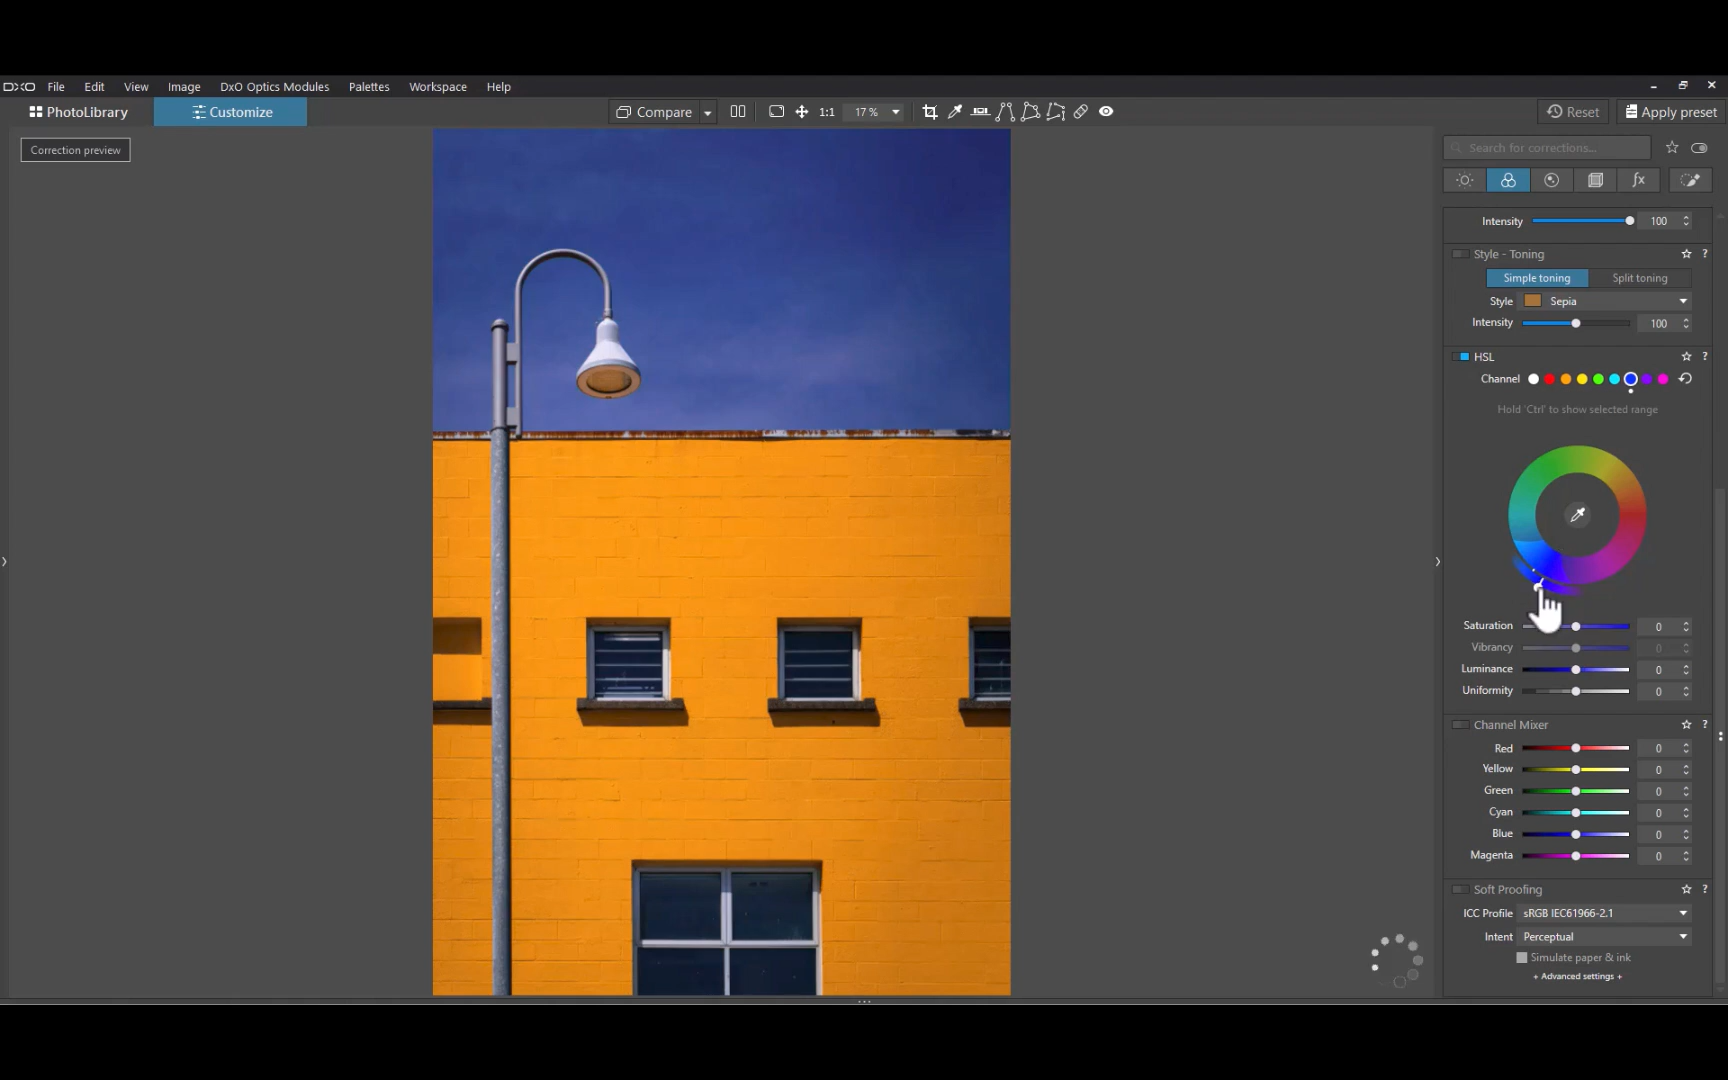 DXO File Edit View Image DxO Optics Modules Palettes Workspace Help
PhotoLibrary Customize Compare 1:1 17 % Reset Apply preset
Correction preview
Search for corrections...
fx
Intensity 100
Style - Toning ?
Simple toning Split toning
Style Sepia
Intensity 100
HSL ?
Channel
Hold 'Ctrl' to show selected range
Saturation 0
Vibrancy 0
Luminance 0
Uniformity 0
Channel Mixer ?
Red 0
Yellow 0
Green 0
Cyan 0
Blue 0
Magenta 0
Soft Proofing ?
ICC Profile sRGB IEC61966-2.1
Intent Perceptual
Simulate paper & ink
+ Advanced settings +